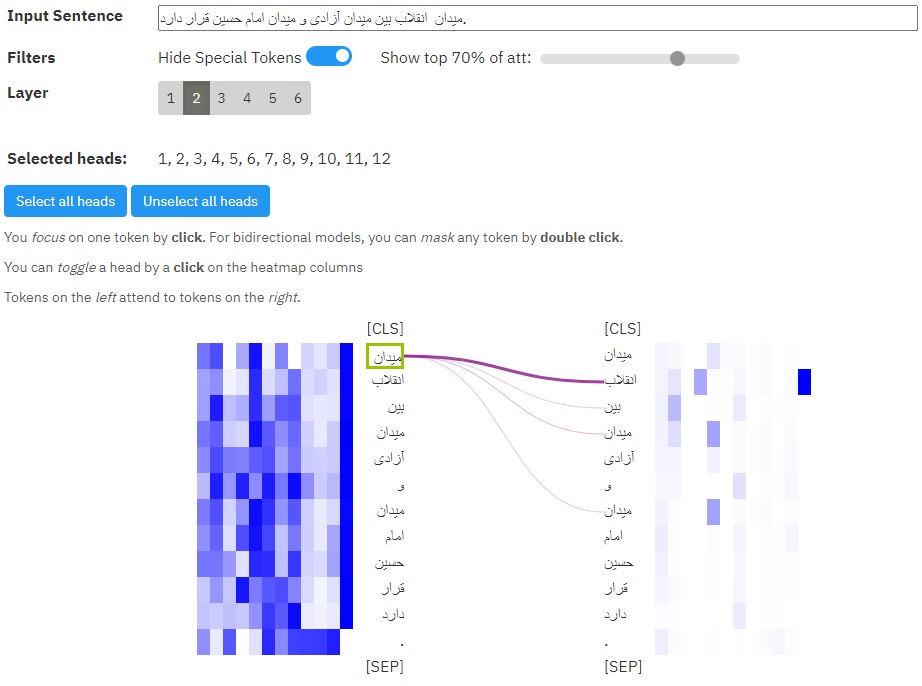 Input Sentence
میدان  انقلاب بین میدان آزادی و میدان امام حسین قرار دارد.
Filters
Hide Special Tokens
Show top 70% of att:
Layer
1 2 3 4 5 6
Selected heads:
1, 2, 3, 4, 5, 6, 7, 8, 9, 10, 11, 12
Select all heads
Unselect all heads
You focus on one token by click. For bidirectional models, you can mask any token by double click.
You can toggle a head by a click on the heatmap columns
Tokens on the left attend to tokens on the right.
[CLS] [CLS]
میدان میدان
انقلاب انقلاب
بین بین
میدان میدان
آزادی آزادی
و و
میدان میدان
امام امام
حسین حسین
قرار قرار
دارد دارد
. .
[SEP] [SEP]